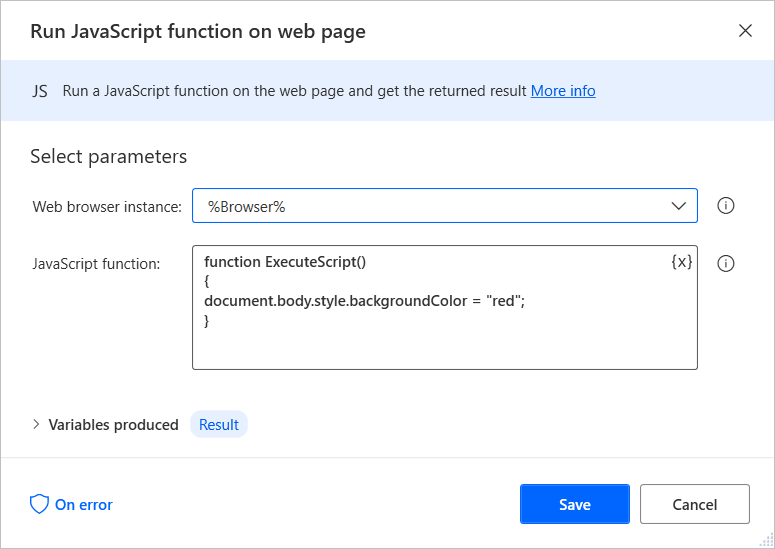 Run JavaScript function on web page
JS Run a JavaScript function on the web page and get the returned result More info
Select parameters
Web browser instance: %Browser%
JavaScript function: function ExecuteScript() {x}
{
document.body.style.backgroundColor = "red";
}
Variables produced Result
On error Save Cancel